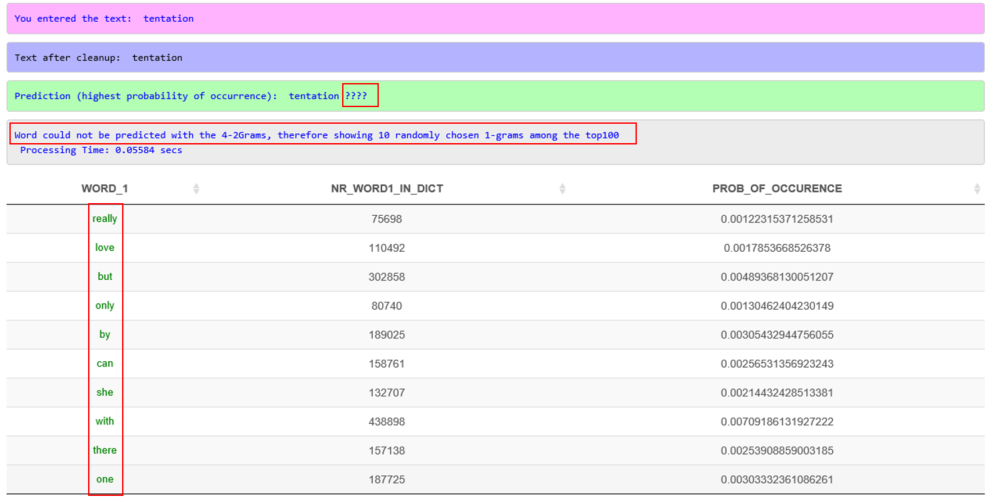 You entered the text: tentation
Text after cleanup: tentation
Prediction (highest probability of occurrence): tentation ????
Word could not be predicted with the 4-2Grams, therefore showing 10 randomly chosen 1-grams among the top100
Processing Time: 0.05584 secs
WORD_1 NR_WORD1_IN_DICT PROB_OF_OCCURENCE
really 75698 0.00122315371258531
love 110492 0.0017853668526378
but 302858 0.00489368130051207
only 80740 0.00130462404230149
by 189025 0.00305432944756055
can 158761 0.00256531356923243
she 132707 0.00214432428513381
with 438898 0.00709186131927222
there 157138 0.00253908859003185
one 187725 0.00303332361086261